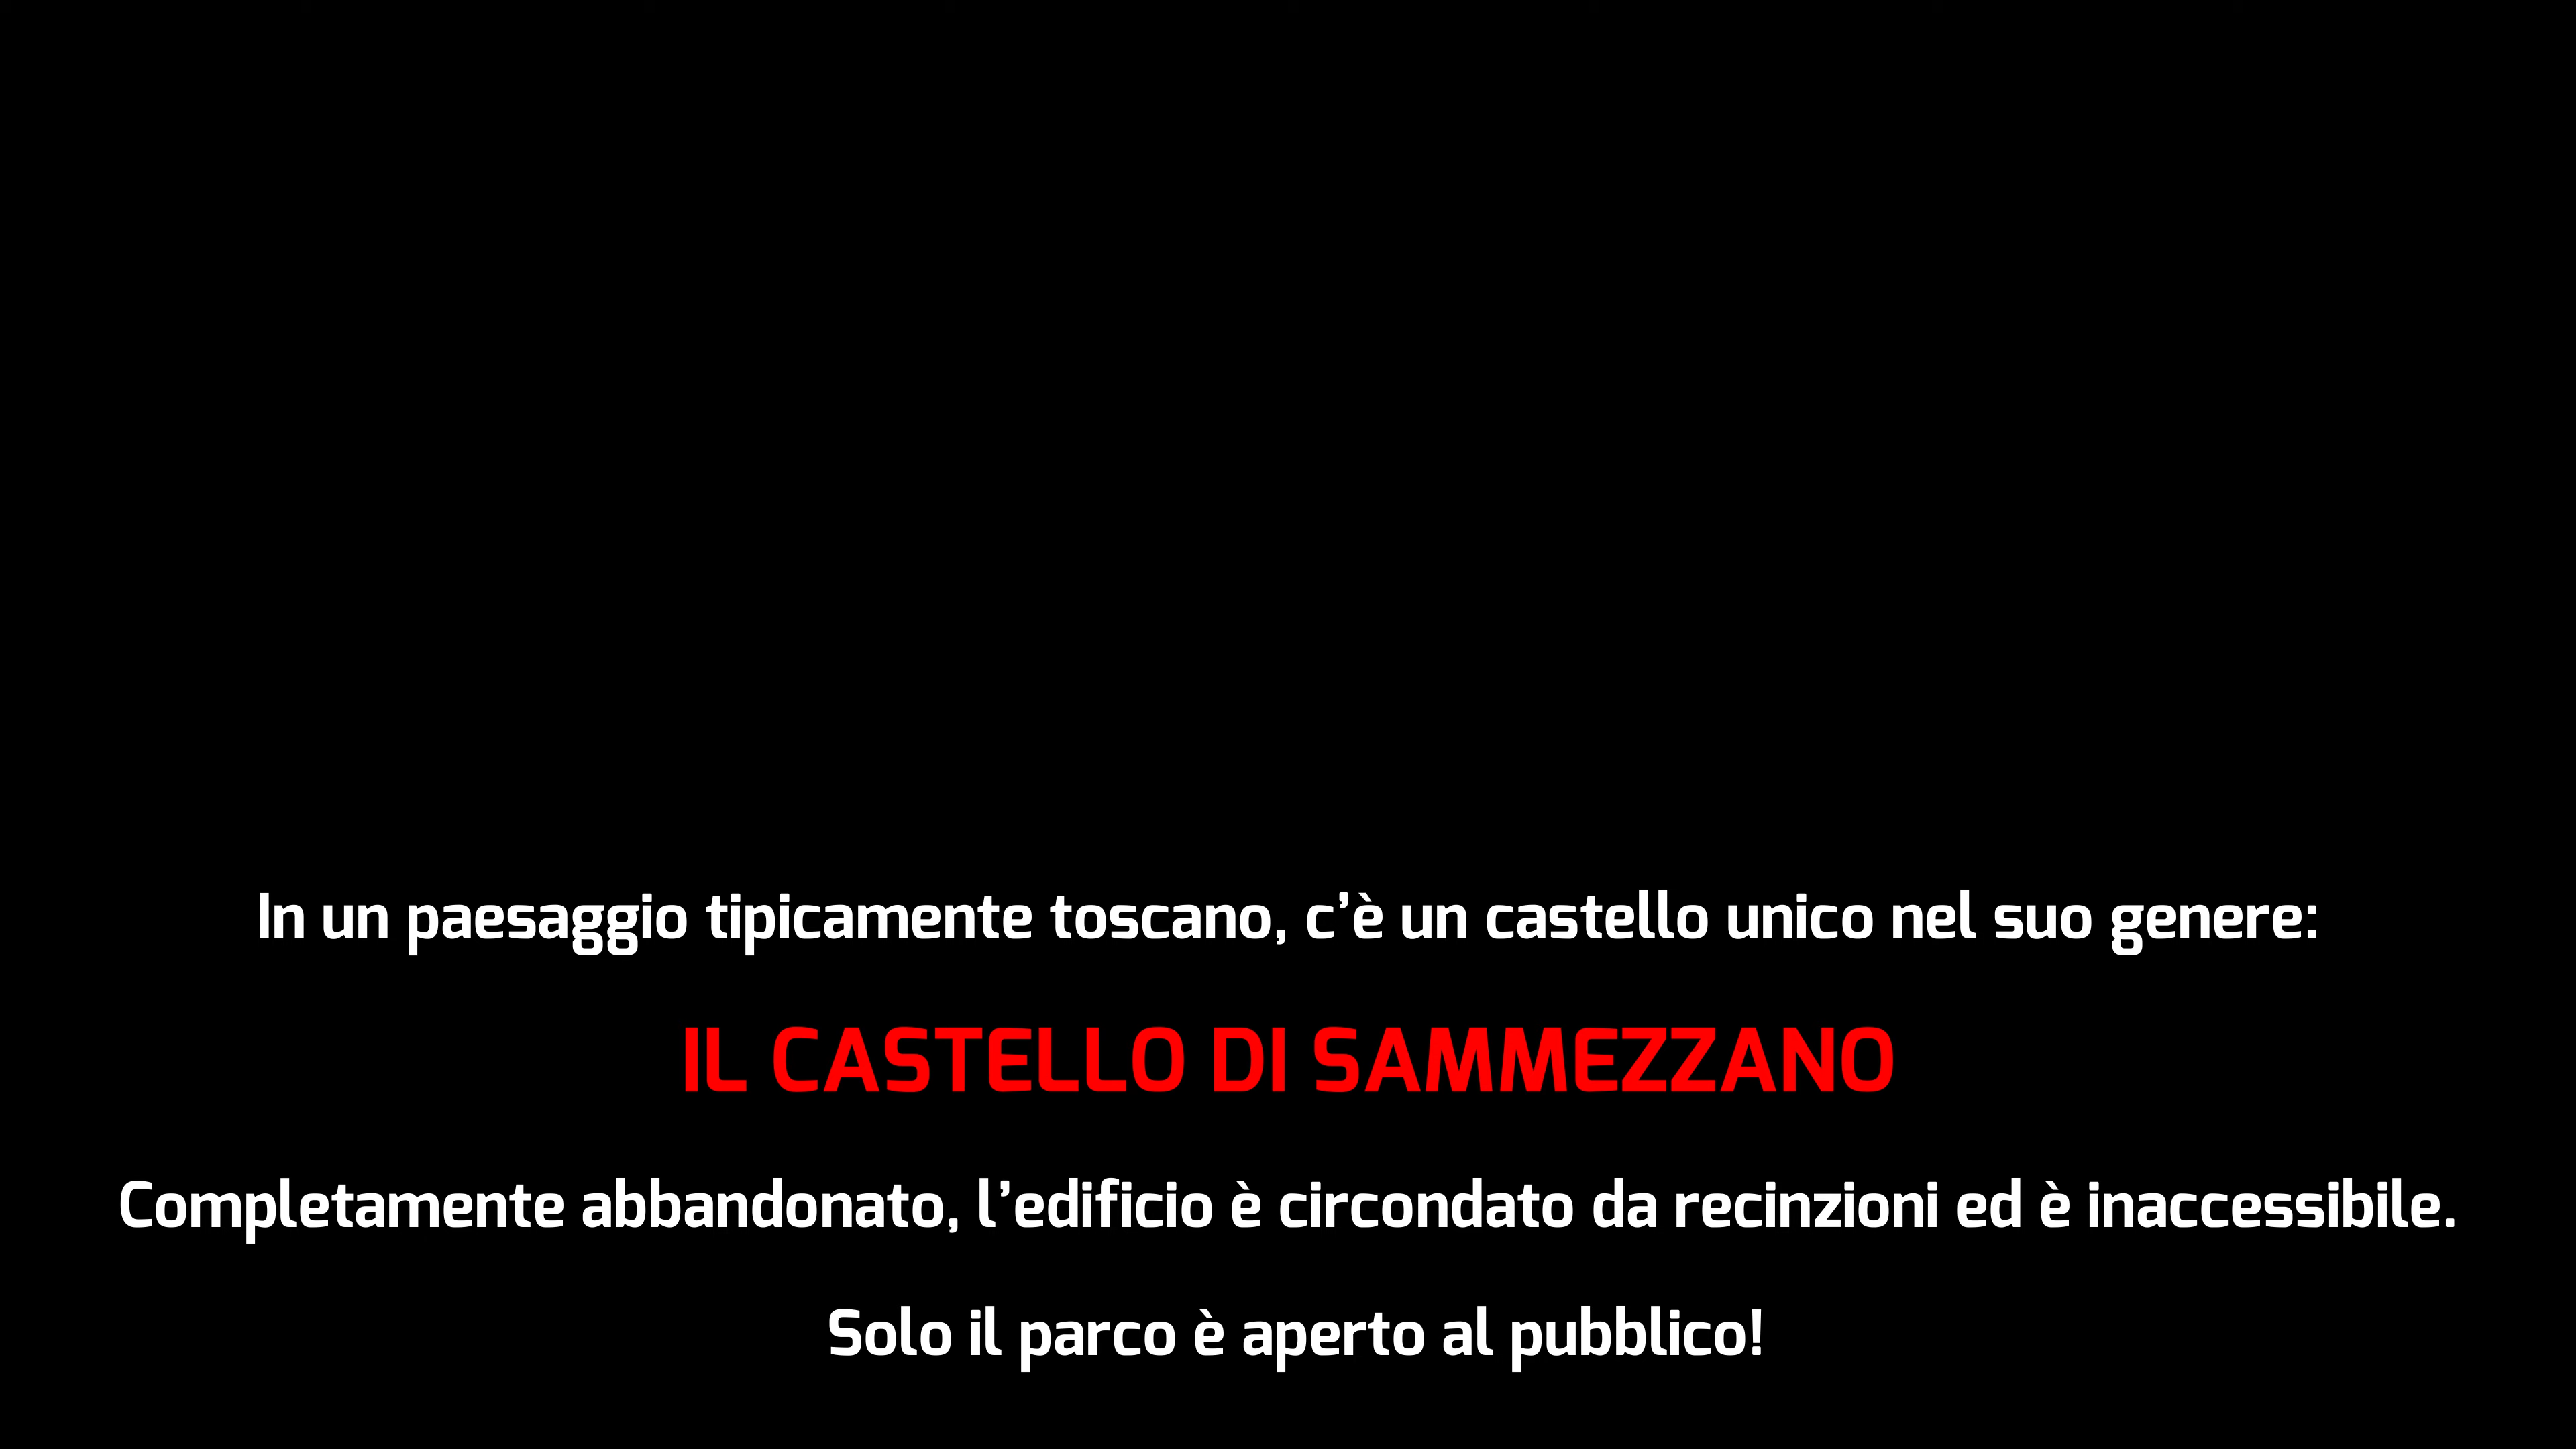 In un paesaggio tipicamente toscano, c’è un castello unico nel suo genere:
IL CASTELLO DI SAMMEZZANO
Completamente abbandonato, l’edificio è circondato da recinzioni ed è inaccessibile.
Solo il parco è aperto al pubblico!